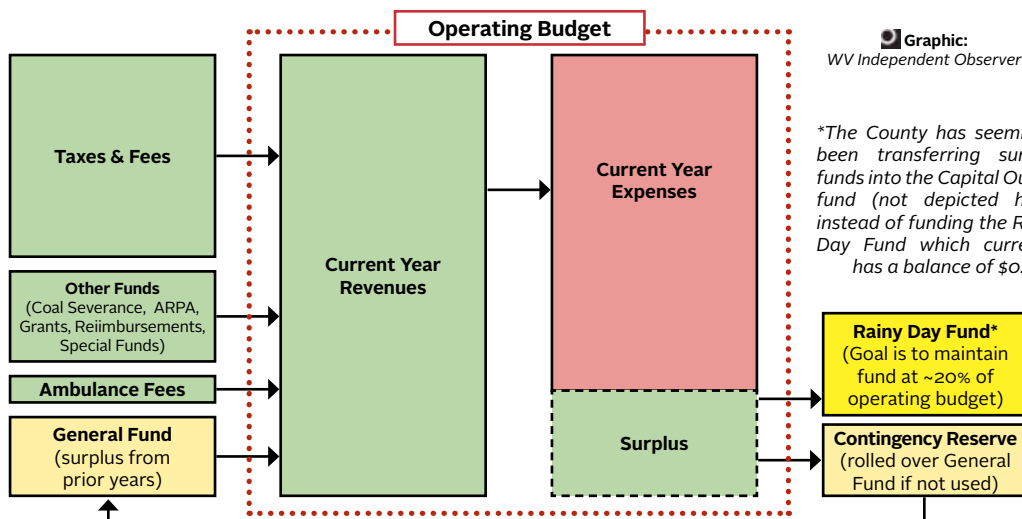 Operating Budget
Graphic:
WV Independent Observer
Taxes & Fees
Other Funds
(Coal Severance, ARPA,
Grants, Reiimbursements,
Special Funds)
Ambulance Fees
General Fund
(surplus from
prior years)
Current Year
Revenues
Current Year
Expenses
Surplus
*The County has
been transferring
funds into the Capital
fund (not depicted
instead of funding the
Day Fund which
has a balance of
Rainy Day Fund*
(Goal is to maintain
fund at ~20% of
operating budget)
Contingency Reserve
(rolled over General
Fund if not used)